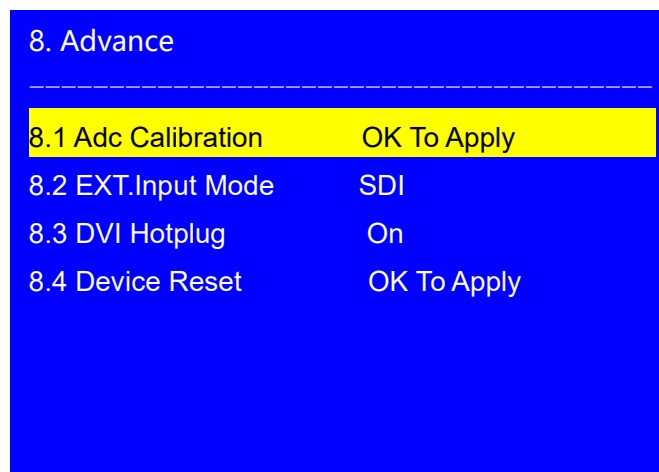 8. Advance
8.1 Adc Calibration OK To Apply
8.2 EXT.Input Mode SDI
8.3 DVI Hotplug On
8.4 Device Reset OK To Apply